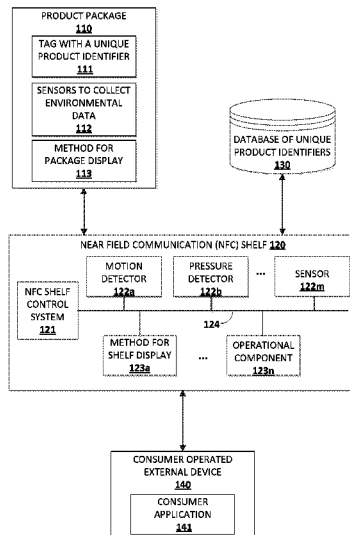 PRODUCT PACKAGE
110
TAG WITH A UNIQUE
PRODUCT IDENTIFIER
111
SENSORS TO COLLECT
ENVIRONMENTAL
DATA
112
METHOD FOR
PACKAGE DISPLAY
113
DATABASE OF UNIQUE
PRODUCT IDENTIFIERS
130
NEAR FIELD COMMUNICATION (NFC) SHELF 120
MOTION
DETECTOR
122a
PRESSURE
DETECTOR
122b
...
SENSOR
122m
NFC SHELF
CONTROL
SYSTEM
121
124
METHOD FOR
SHELF DISPLAY
123a
...
OPERATIONAL
COMPONENT
123n
CONSUMER OPERATED
EXTERNAL DEVICE
140
CONSUMER
APPLICATION
141